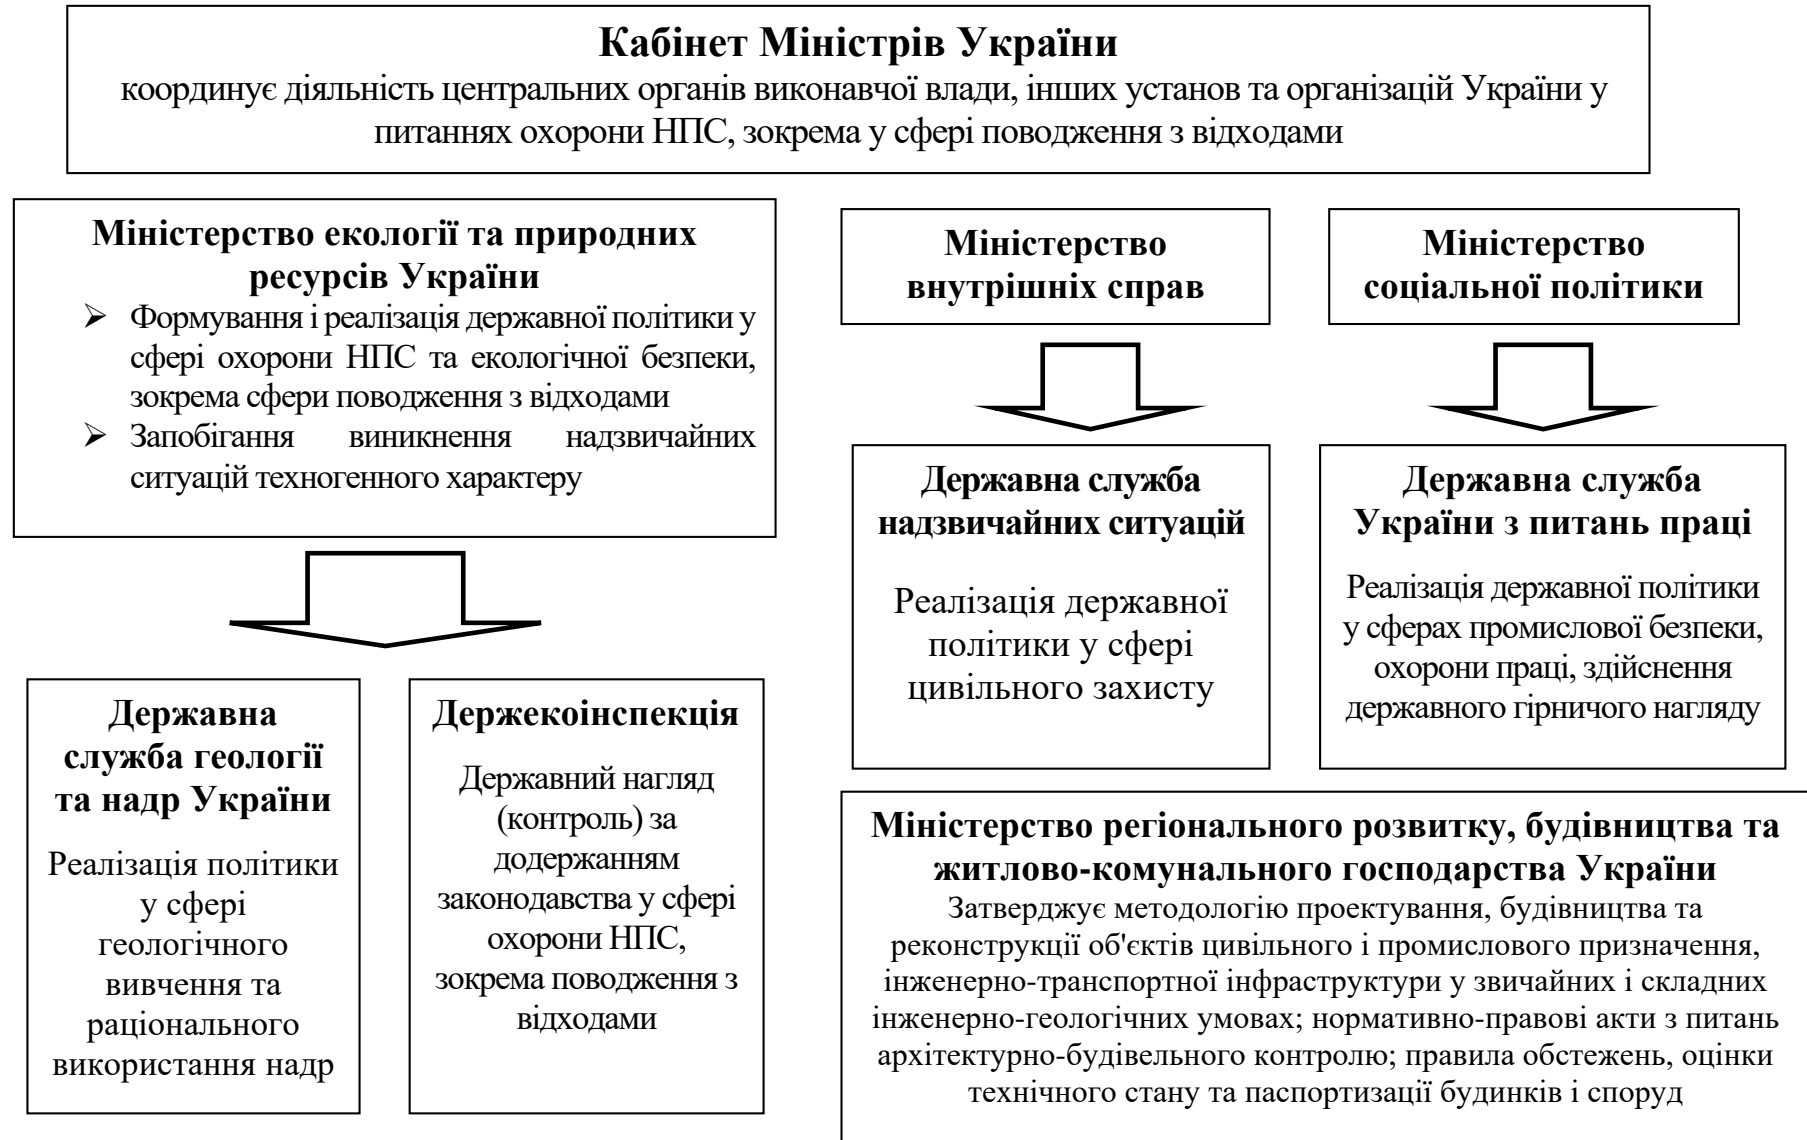 Кабінет Міністрів України
координує діяльність центральних органів виконавчої влади, інших установ та організацій України у
питаннях охорони НПС, зокрема у сфері поводження з відходами
Міністерство екології та природних
ресурсів України
➢ Формування і реалізація державної політики у
сфері охорони НПС та екологічної безпеки,
зокрема сфери поводження з відходами
➢ Запобігання виникнення надзвичайних
ситуацій техногенного характеру
Міністерство
внутрішніх справ
Міністерство
соціальної політики
Державна служба
надзвичайних ситуацій
Реалізація державної
політики у сфері
цивільного захисту
Державна служба
України з питань праці
Реалізація державної політики
у сферах промислової безпеки,
охорони праці, здійснення
державного гірничого нагляду
Державна
служба геології
та надр України
Реалізація політики
у сфері
геологічного
вивчення та
раціонального
використання надр
Держекоінспекція
Державний нагляд
(контроль) за
додержанням
законодавства у сфері
охорони НПС,
зокрема поводження з
відходами
Міністерство регіонального розвитку, будівництва та
житлово-комунального господарства України
Затверджує методологію проектування, будівництва та
реконструкції об'єктів цивільного і промислового призначення,
інженерно-транспортної інфраструктури у звичайних і складних
інженерно-геологічних умовах; нормативно-правові акти з питань
архітектурно-будівельного контролю; правила обстежень, оцінки
технічного стану та паспортизації будинків і споруд